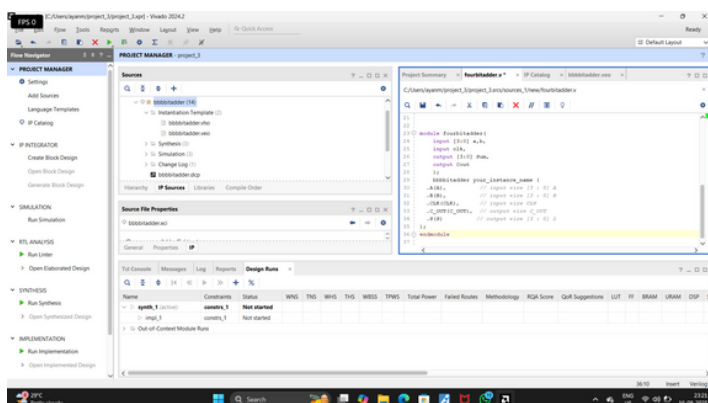 FPS 0
[C:/Users/ayanm/project_3/project_3.xpr] - Vivado 2024.2
Edit Flow Tools Reports Window Layout View Help Quick Access
Ready
Default Layout
Flow Navigator
PROJECT MANAGER
Settings
Add Sources
Language Templates
IP Catalog
IP INTEGRATOR
Create Block Design
Open Block Design
Generate Block Design
SIMULATION
Run Simulation
RTL ANALYSIS
Run Linter
Open Elaborated Design
SYNTHESIS
Run Synthesis
Open Synthesized Design
IMPLEMENTATION
Run Implementation
Open Implemented Design
PROJECT MANAGER - project_3
Sources
bbbbitadder (14)
Instantiation Template (2)
bbbbitadder.vho
bbbbitadder.veo
Synthesis (3)
Simulation (3)
Change Log (1)
bbbbitadder.dcp
Hierarchy IP Sources Libraries Compile Order
Source File Properties
bbbbitadder.xci
General Properties IP
Project Summary fourbitadder.v * IP Catalog bbbbitadder.veo
C:/Users/ayanm/project_3/project_3.srcs/sources_1/new/fourbitadder.v
21
22
23 module fourbitadder(
24 input [3:0] a,b,
25 input clk,
26 output [3:0] Sum,
27 output Cout
28 );
29 bbbbitadder your_instance_name (
30 .A(A), // input wire [3 : 0] A
31 .B(B), // input wire [3 : 0] B
32 .CLK(CLK), // input wire CLK
33 .C_OUT(C_OUT), // output wire C_OUT
34 .S(S) // output wire [3 : 0] S
35 );
36 endmodule
37
Tcl Console Messages Log Reports Design Runs
Name Constraints Status WNS TNS WHS THS WBSS TPWS Total Power Failed Routes Methodology RQA Score QoR Suggestions LUT FF BRAM URAM DSP
synth_1 (active) constrs_1 Not started
impl_1 constrs_1 Not started
Out-of-Context Module Runs
36:10 Insert Verilog
29°C
Search
ENG
23:21